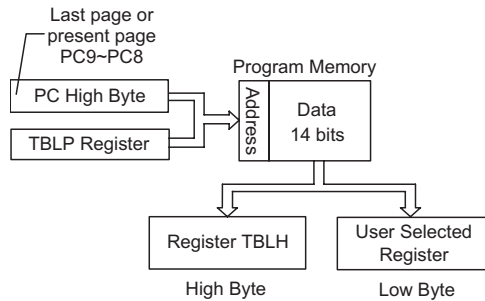 Last page or
present page
PC9~PC8
Program Memory
PC High Byte
TBLP Register
Address
Data
14 bits
Register TBLH
User Selected
Register
High Byte
Low Byte